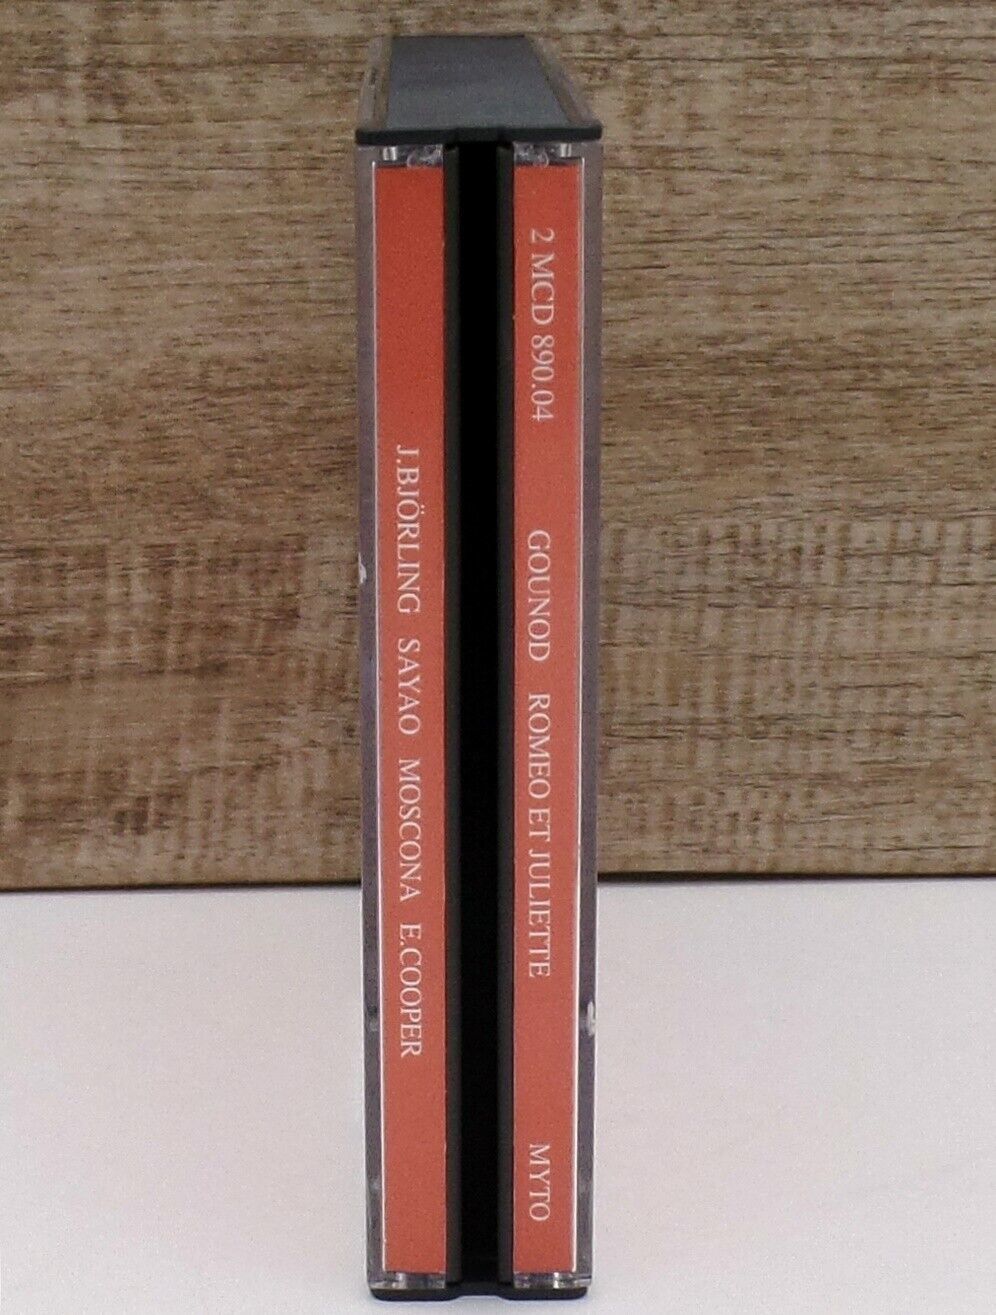 2 MCD 890.04 GOUNOD ROMEO ET JULIETTE MYTO
J.BJÖRLING SAYAO MOSCONA E.COOPER